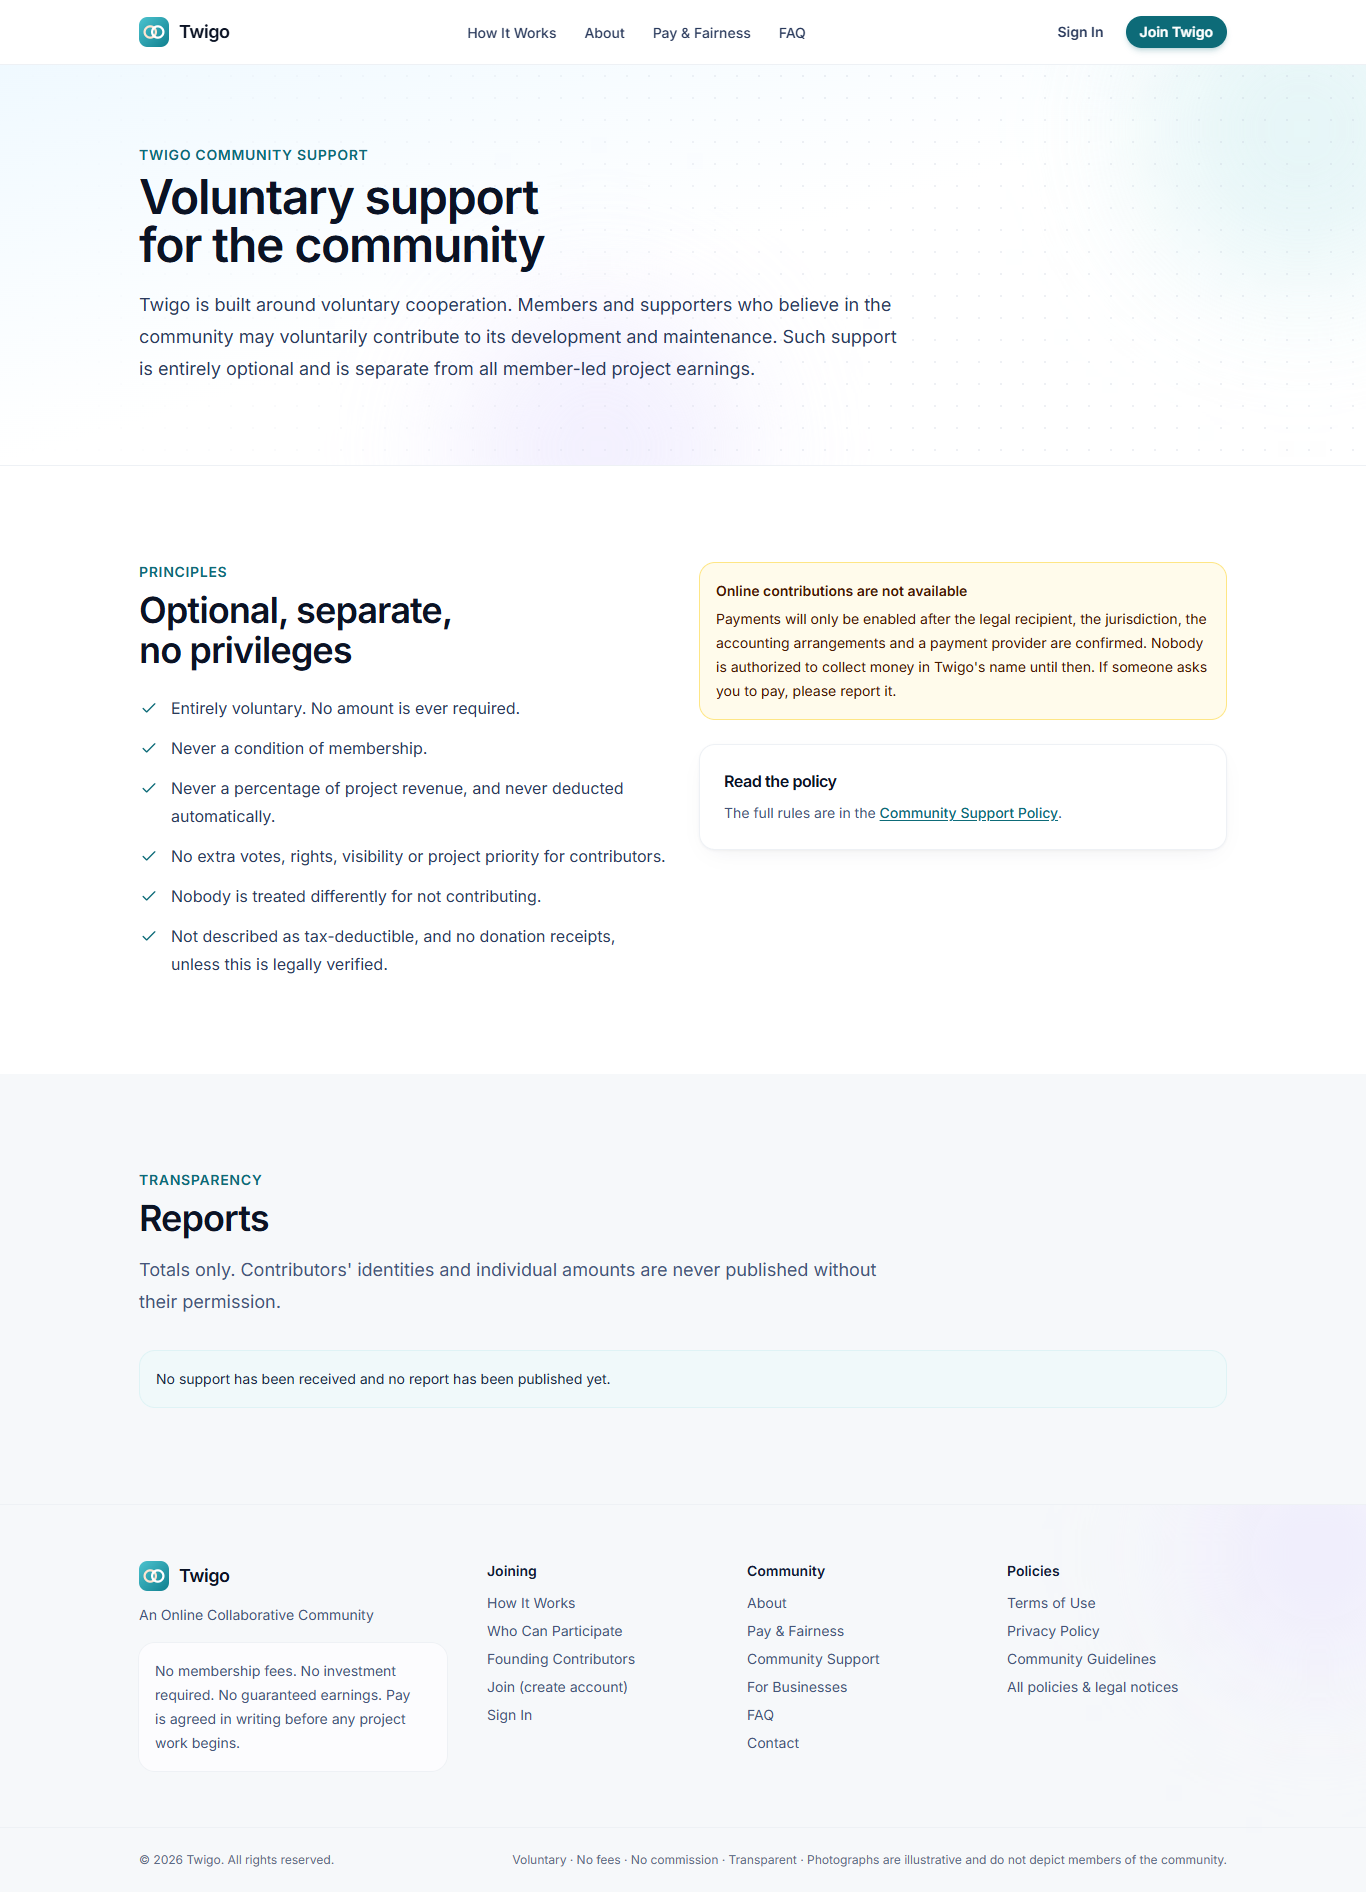 Twigo
How It Works
About
Pay & Fairness
FAQ
Sign In
Join Twigo
TWIGO COMMUNITY SUPPORT
Voluntary support
for the community
Twigo is built around voluntary cooperation. Members and supporters who believe in the
community may voluntarily contribute to its development and maintenance. Such support
is entirely optional and is separate from all member-led project earnings.
PRINCIPLES
Optional, separate,
no privileges
Entirely voluntary. No amount is ever required.
Never a condition of membership.
Never a percentage of project revenue, and never deducted
automatically.
No extra votes, rights, visibility or project priority for contributors.
Nobody is treated differently for not contributing.
Not described as tax-deductible, and no donation receipts,
unless this is legally verified.
Online contributions are not available
Payments will only be enabled after the legal recipient, the jurisdiction, the
accounting arrangements and a payment provider are confirmed. Nobody
is authorized to collect money in Twigo's name until then. If someone asks
you to pay, please report it.
Read the policy
The full rules are in the Community Support Policy.
TRANSPARENCY
Reports
Totals only. Contributors' identities and individual amounts are never published without
their permission.
No support has been received and no report has been published yet.
Twigo
An Online Collaborative Community
No membership fees. No investment
required. No guaranteed earnings. Pay
is agreed in writing before any project
work begins.
Joining
How It Works
Who Can Participate
Founding Contributors
Join (create account)
Sign In
Community
About
Pay & Fairness
Community Support
For Businesses
FAQ
Contact
Policies
Terms of Use
Privacy Policy
Community Guidelines
All policies & legal notices
© 2026 Twigo. All rights reserved.
Voluntary · No fees · No commission · Transparent · Photographs are illustrative and do not depict members of the community.